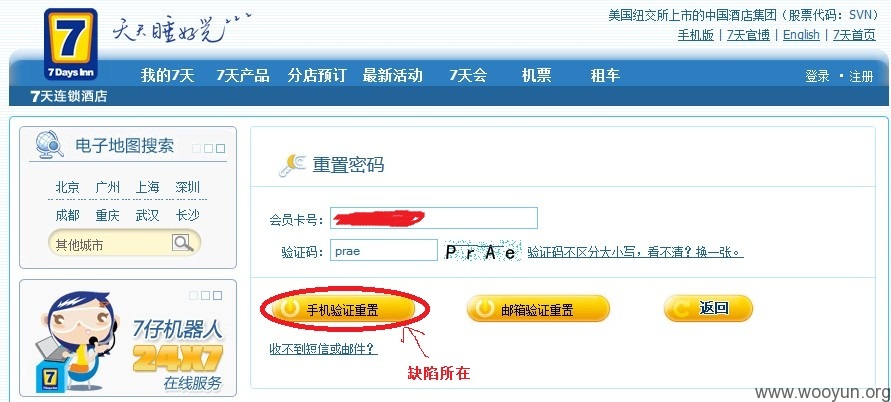 7
7 Days Inn
天天睡好觉
美国纽交所上市的中国酒店集团（股票代码：SVN）
手机版 | 7天官博 | English | 7天首页
我的7天 7天产品 分店预订 最新活动 7天会 机票 租车
登录 · 注册
7天连锁酒店
电子地图搜索
北京 广州 上海 深圳
成都 重庆 武汉 长沙
其他城市
7仔机器人
24X7
在线服务
7
重置密码
会员卡号：
验证码： prae PrAe 验证码不区分大小写，看不清？换一张。
手机验证重置 邮箱验证重置 返回
收不到短信或邮件？
缺陷所在
www.wooyun.org